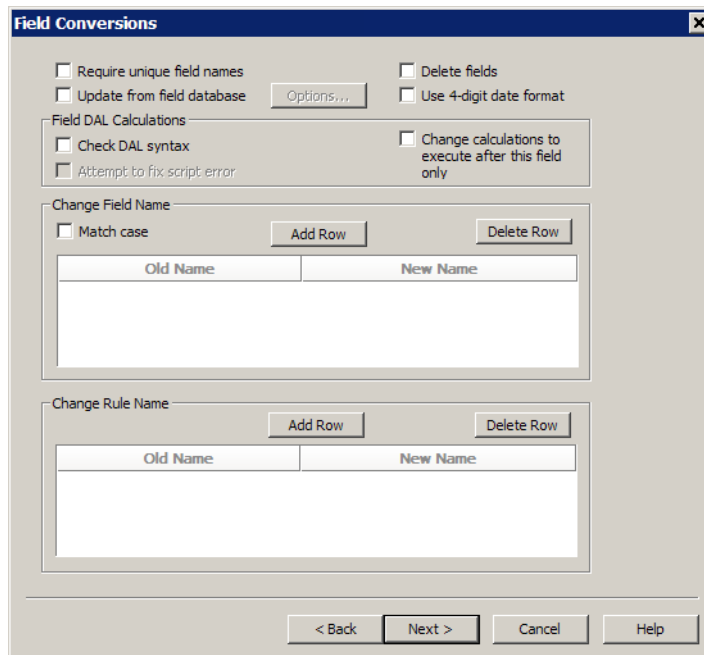 Field Conversions
Require unique field names
Delete fields
Update from field database
Options...
Use 4-digit date format
Field DAL Calculations
Check DAL syntax
Change calculations to
execute after this field
only
Attempt to fix script error
Change Field Name
Match case
Add Row
Delete Row
Old Name
New Name
Change Rule Name
Add Row
Delete Row
Old Name
New Name
< Back
Next >
Cancel
Help